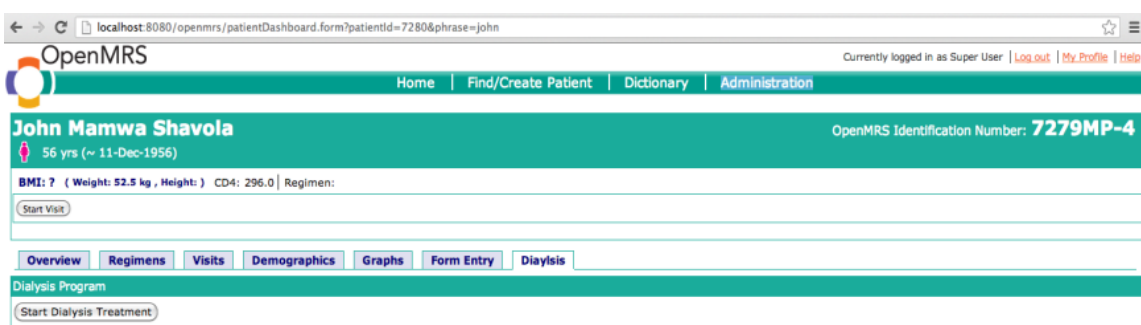 localhost:8080/openmrs/patientDashboard.form?patientId=7280&phrase=john
OpenMRS
Currently logged in as Super User | Log out | My Profile | Help
Home | Find/Create Patient | Dictionary | Administration
John Mamwa Shavola
OpenMRS Identification Number: 7279MP-4
56 yrs (~ 11-Dec-1956)
BMI: ? ( Weight: 52.5 kg , Height: ) CD4: 296.0 | Regimen:
Start Visit
Overview Regimens Visits Demographics Graphs Form Entry Diaylsis
Dialysis Program
Start Dialysis Treatment